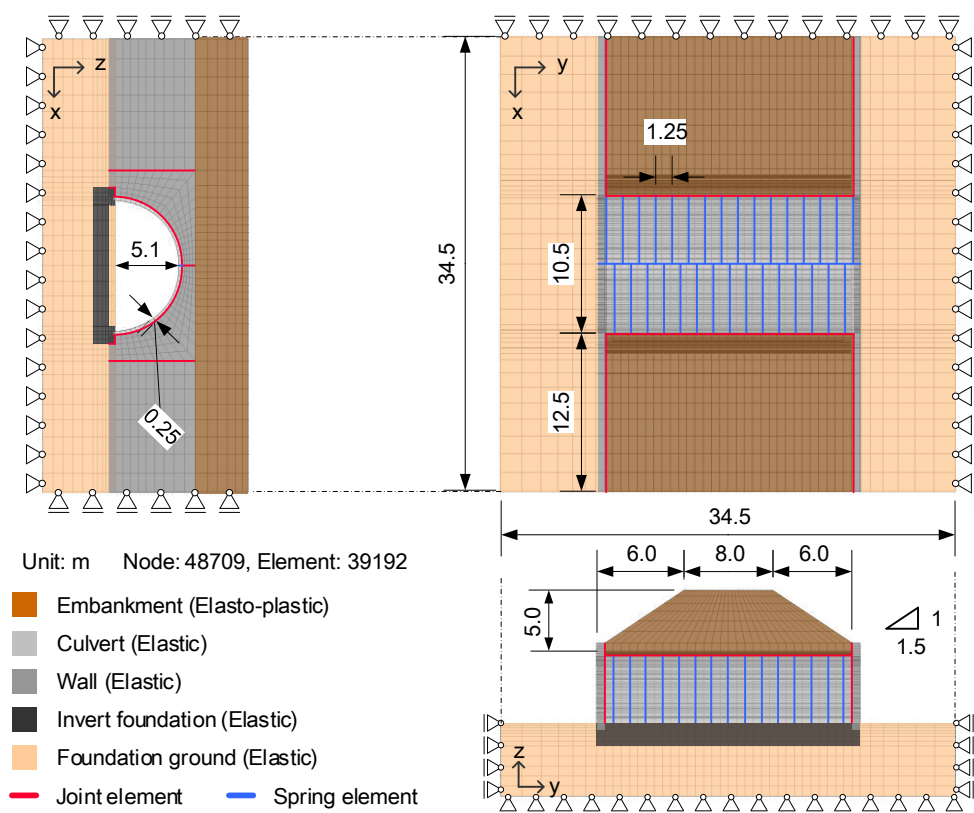 z
x
5.1
0.25
34.5
y
x
1.25
10.5
12.5
34.5
6.0 8.0 6.0
5.0
1
1.5
z
y
Unit: m Node: 48709, Element: 39192
Embankment (Elasto-plastic)
Culvert (Elastic)
Wall (Elastic)
Invert foundation (Elastic)
Foundation ground (Elastic)
Joint element Spring element